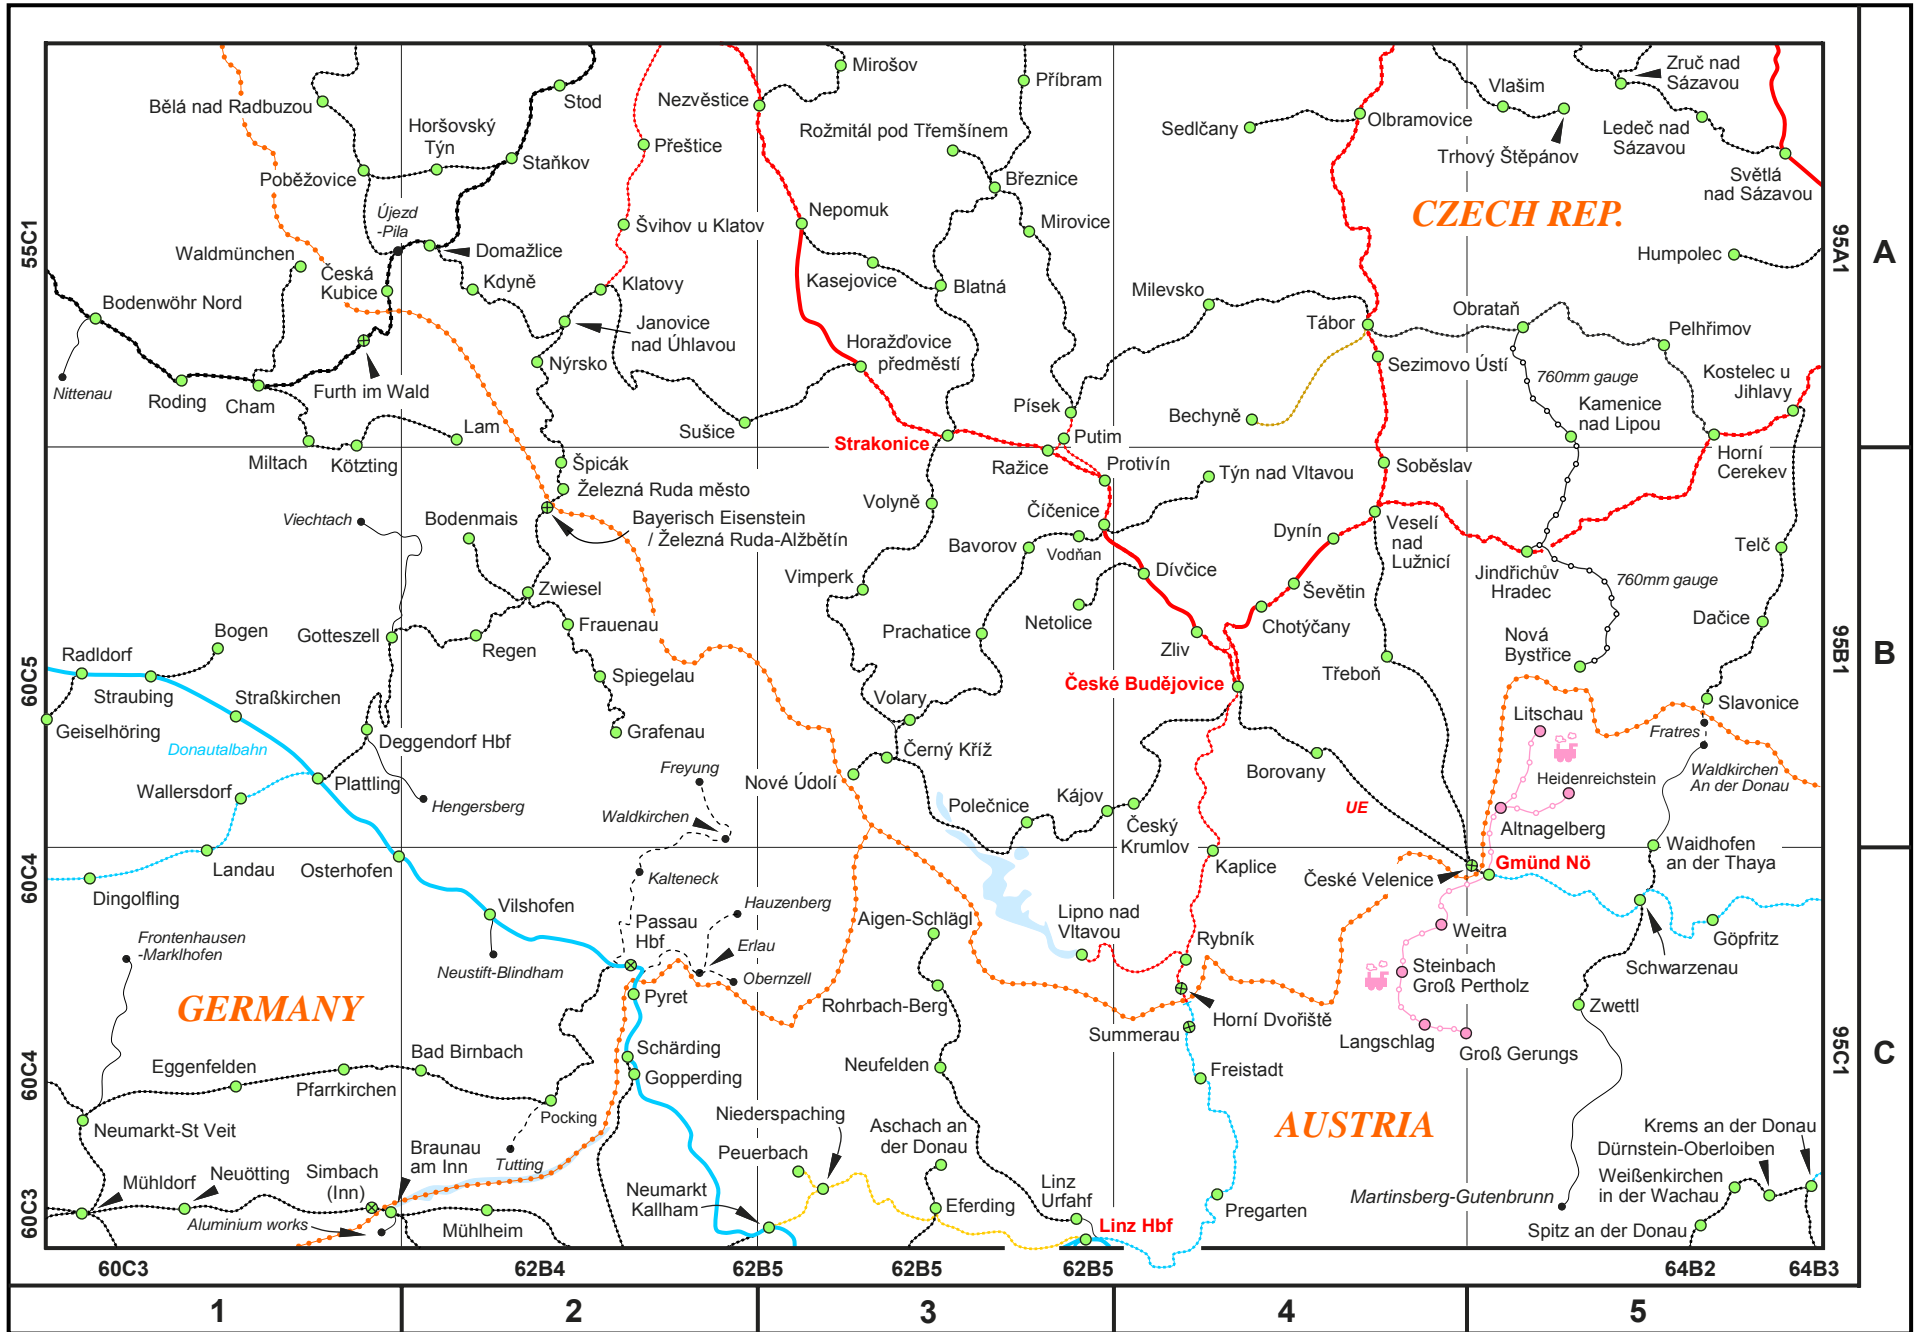 Mirošov
Příbram
Zruč nad
Sázavou
Vlašim
Stod
Bělá nad Radbuzou
Nezvěstice
Horšovský
Týn
Rožmitál pod Třemšínem
Sedlčany
Olbramovice
Ledeč nad
Sázavou
Přeštice
Trhový Štěpánov
Staňkov
Poběžovice
Březnice
Světlá
nad Sázavou
Újezd
-Pila
Nepomuk
Mirovice
CZECH REP.
Švihov u Klatov
55C1
Waldmünchen
Domažlice
95A1
A
Humpolec
Česká
Kubice
Kdyně
Klatovy
Kasejovice
Blatná
Milevsko
Bodenwöhr Nord
Obrataň
Janovice
nad Úhlavou
Tábor
Pelhřimov
Horažďovice
předměstí
Nýrsko
Sezimovo Ústí
Nittenau
Roding
Cham
Furth im Wald
760mm gauge
Kostelec u
Jihlavy
Písek
Bechyně
Kamenice
nad Lipou
Lam
Sušice
Strakonice
Putim
Miltach
Kötzting
Ražice
Protivín
Soběslav
Horní
Cerekev
Špicák
Týn nad Vltavou
Železná Ruda město
Volyně
Viechtach
Bodenmais
Bayerisch Eisenstein
/ Železná Ruda-Alžbětín
Číčenice
Dynín
Veselí
nad
Lužnicí
Bavorov
Vodňan
Telč
Vimperk
Dívčice
Jindřichův
Hradec
760mm gauge
Zwiesel
Ševětin
Netolice
Chotýčany
Dačice
Bogen
Gotteszell
Frauenau
Prachatice
Regen
Zliv
Nová
Bystřice
60C5
Radldorf
95B1
B
Třeboň
Straubing
Spiegelau
České Budějovice
Straßkirchen
Volary
Slavonice
Geiselhöring
Litschau
Donautalbahn
Deggendorf Hbf
Grafenau
Fratres
Černý Kříž
Freyung
Nové Údolí
Borovany
Waldkirchen
An der Donau
Wallersdorf
Plattling
Heidenreichstein
Hengersberg
Polečnice
Kájov
UE
Waldkirchen
Český
Krumlov
Altnagelberg
Waidhofen
an der Thaya
Landau
Osterhofen
Kaplice
Gmünd Nö
60C4
Kalteneck
České Velenice
Dingolfling
Vilshofen
Hauzenberg
Aigen-Schlägl
Lipno nad
Vltavou
Passau
Hbf
Weitra
Göpfritz
Frontenhausen
-Marklhofen
Erlau
Rybník
Schwarzenau
Neustift-Blindham
Obernzell
Steinbach
Groß Pertholz
GERMANY
Pyret
Rohrbach-Berg
Zwettl
Horní Dvořiště
Summerau
Langschlag
Groß Gerungs
60C4
Schärding
95C1
C
Eggenfelden
Bad Birnbach
Neufelden
Gopperding
Freistadt
Pfarrkirchen
Pocking
Niederspaching
Neumarkt-St Veit
Aschach an
der Donau
AUSTRIA
Krems an der Donau
Braunau
am Inn
Peuerbach
Dürnstein-Oberloiben
Tutting
Mühldorf
Neuötting
Simbach
(Inn)
Weißenkirchen
in der Wachau
Linz
Urfahf
Neumarkt
Kallham
Martinsberg-Gutenbrunn
Eferding
Pregarten
60C3
Aluminium works
Mühlheim
Linz Hbf
Spitz an der Donau
60C3
62B4
62B5
62B5
62B5
64B2
64B3
1
2
3
4
5